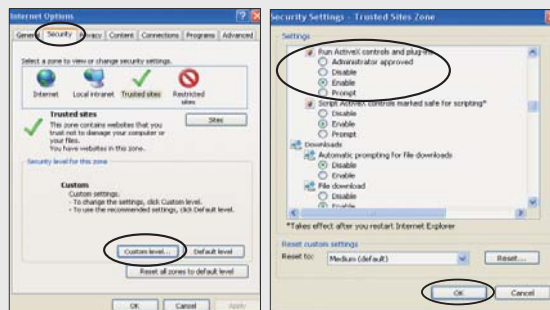 Internet Options
General Security Privacy Content Connections Programs Advanced
Select a zone to view or change security settings.
Internet Local intranet Trusted sites Restricted sites
Trusted sites
This zone contains websites that you
trust not to damage your computer or
your files.
You have websites in this zone.
Sites
Security level for this zone
Custom
Custom settings.
- To change the settings, click Custom level.
- To use the recommended settings, click Default level.
Custom level... Default level
Reset all zones to default level
OK Cancel Apply
Security Settings - Trusted Sites Zone
Settings
Run ActiveX controls and plug-ins
Administrator approved
Disable
Enable
Prompt
Script ActiveX controls marked safe for scripting*
Disable
Enable
Prompt
Downloads
Automatic prompting for file downloads
Disable
Enable
File download
Disable
Enable
*Takes effect after you restart Internet Explorer
Reset custom settings
Reset to: Medium (default) Reset...
OK Cancel